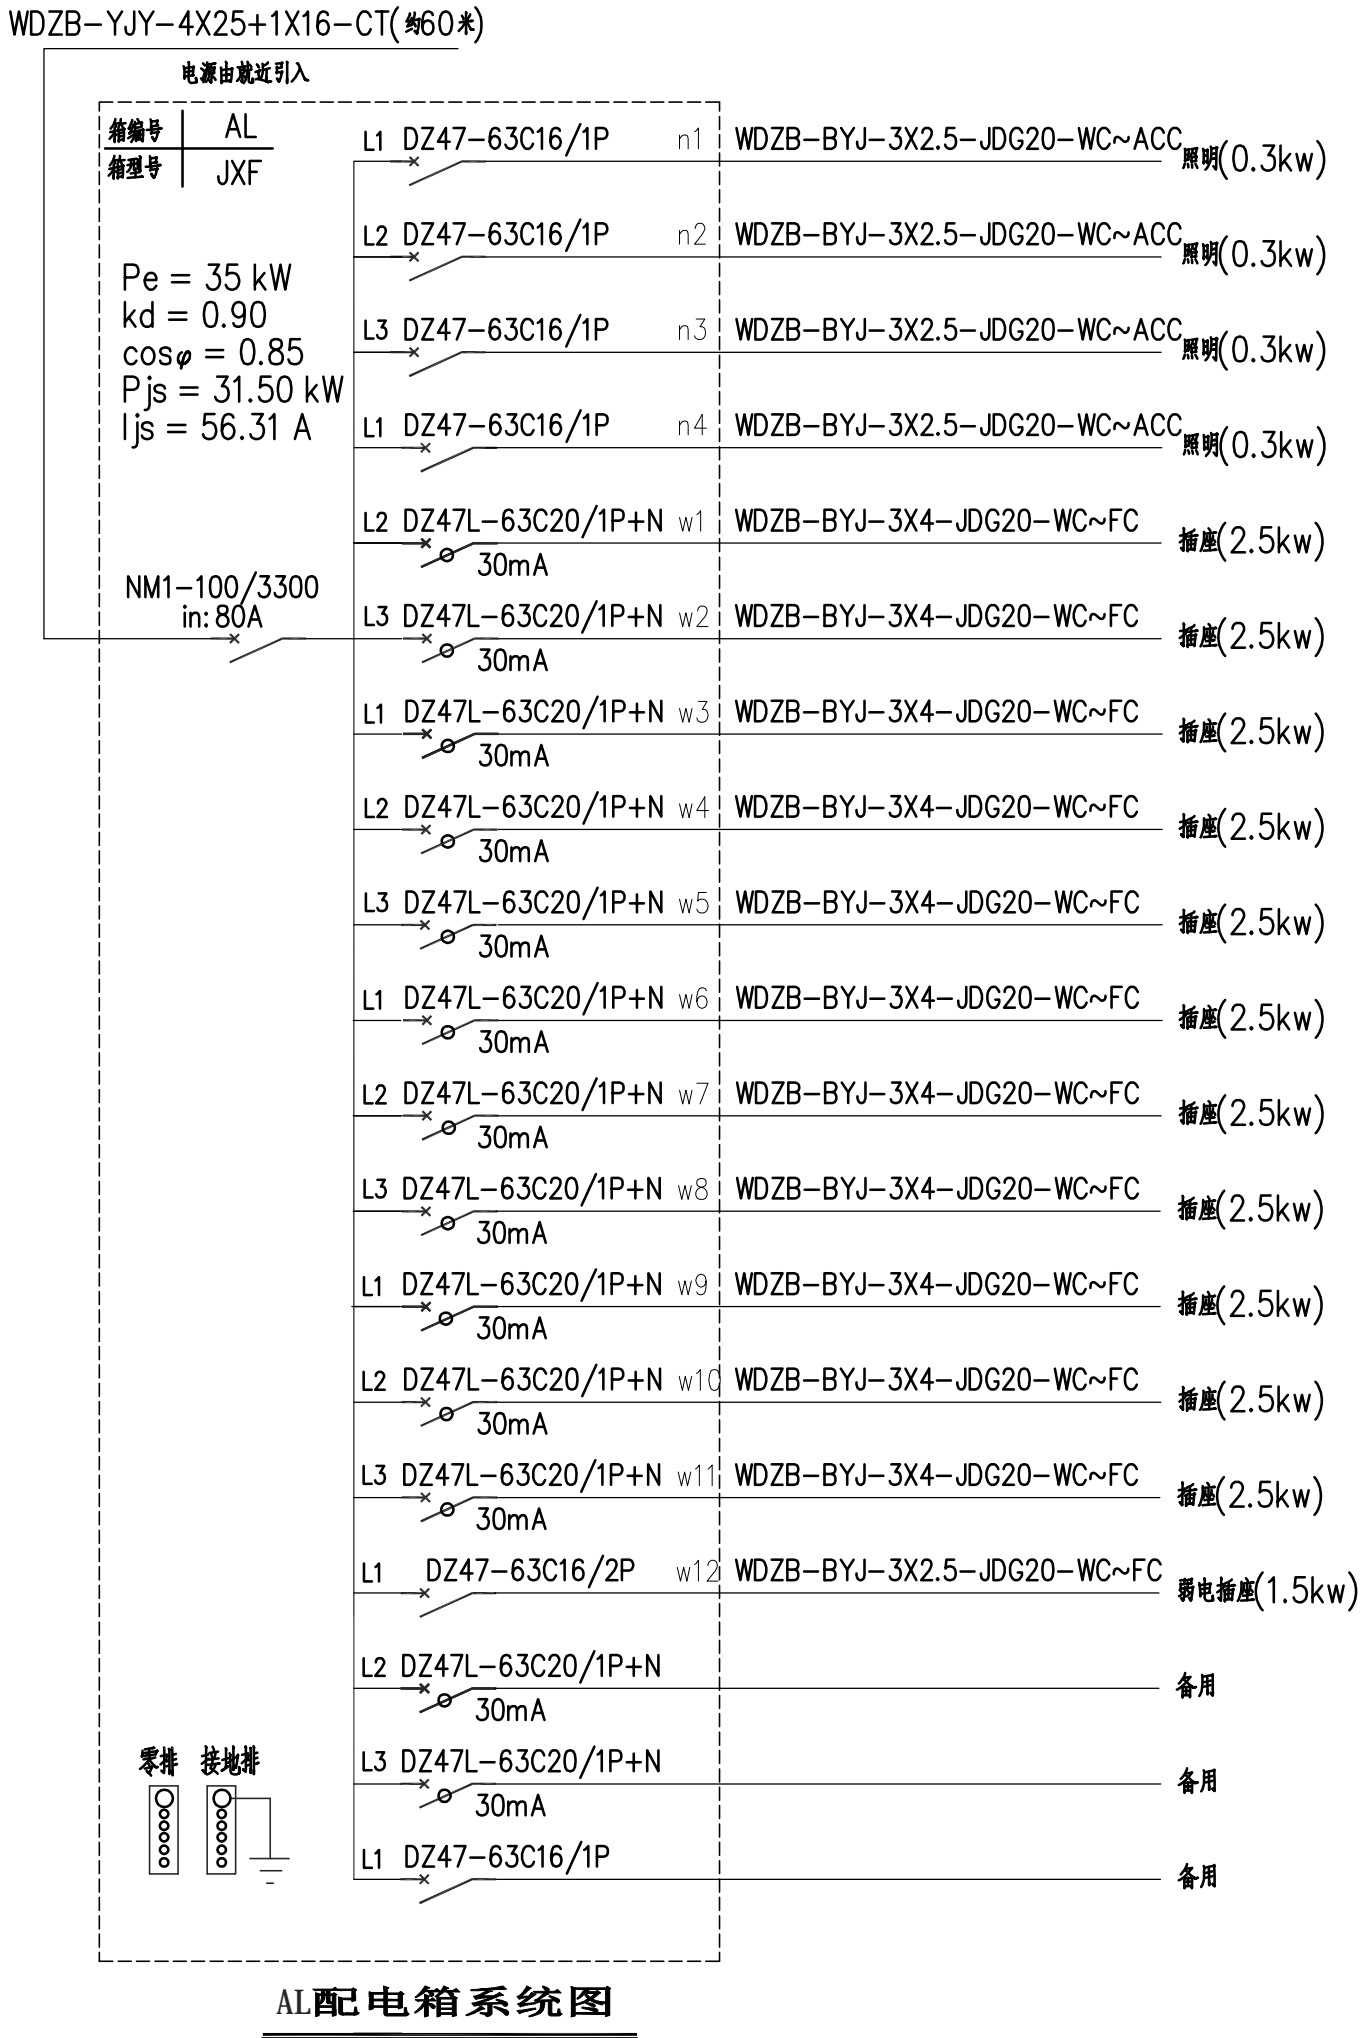 WDZB-YJY-4X25+1X16-CT(约60米)
电源由就近引入
箱编号 AL
箱型号 JXF
Pe = 35 kW
kd = 0.90
cosφ = 0.85
Pjs = 31.50 kW
Ijs = 56.31 A
NM1-100/3300
in: 80A
L1 DZ47-63C16/1P n1 WDZB-BYJ-3X2.5-JDG20-WC~ACC 照明(0.3kw)
L2 DZ47-63C16/1P n2 WDZB-BYJ-3X2.5-JDG20-WC~ACC 照明(0.3kw)
L3 DZ47-63C16/1P n3 WDZB-BYJ-3X2.5-JDG20-WC~ACC 照明(0.3kw)
L1 DZ47-63C16/1P n4 WDZB-BYJ-3X2.5-JDG20-WC~ACC 照明(0.3kw)
L2 DZ47L-63C20/1P+N w1 WDZB-BYJ-3X4-JDG20-WC~FC 插座(2.5kw)
30mA
L3 DZ47L-63C20/1P+N w2 WDZB-BYJ-3X4-JDG20-WC~FC 插座(2.5kw)
30mA
L1 DZ47L-63C20/1P+N w3 WDZB-BYJ-3X4-JDG20-WC~FC 插座(2.5kw)
30mA
L2 DZ47L-63C20/1P+N w4 WDZB-BYJ-3X4-JDG20-WC~FC 插座(2.5kw)
30mA
L3 DZ47L-63C20/1P+N w5 WDZB-BYJ-3X4-JDG20-WC~FC 插座(2.5kw)
30mA
L1 DZ47L-63C20/1P+N w6 WDZB-BYJ-3X4-JDG20-WC~FC 插座(2.5kw)
30mA
L2 DZ47L-63C20/1P+N w7 WDZB-BYJ-3X4-JDG20-WC~FC 插座(2.5kw)
30mA
L3 DZ47L-63C20/1P+N w8 WDZB-BYJ-3X4-JDG20-WC~FC 插座(2.5kw)
30mA
L1 DZ47L-63C20/1P+N w9 WDZB-BYJ-3X4-JDG20-WC~FC 插座(2.5kw)
30mA
L2 DZ47L-63C20/1P+N w10 WDZB-BYJ-3X4-JDG20-WC~FC 插座(2.5kw)
30mA
L3 DZ47L-63C20/1P+N w11 WDZB-BYJ-3X4-JDG20-WC~FC 插座(2.5kw)
30mA
L1 DZ47-63C16/2P w12 WDZB-BYJ-3X2.5-JDG20-WC~FC 弱电插座(1.5kw)
L2 DZ47L-63C20/1P+N 备用
30mA
L3 DZ47L-63C20/1P+N 备用
30mA
L1 DZ47-63C16/1P 备用
零排 接地排
AL配电箱系统图